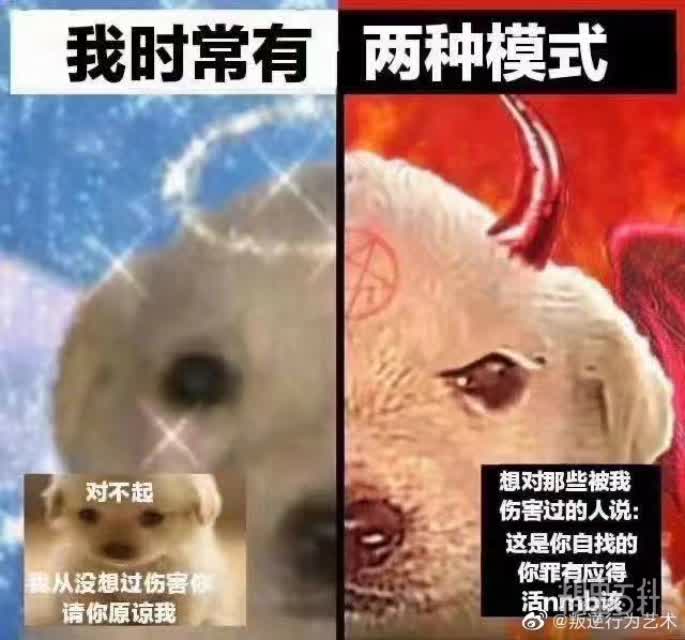 我时常有 两种模式
对不起
我从没想过伤害你
请你原谅我
想对那些被我
伤害过的人说:
这是你自找的
你罪有应得
活nmb该
@叛逆行为艺术